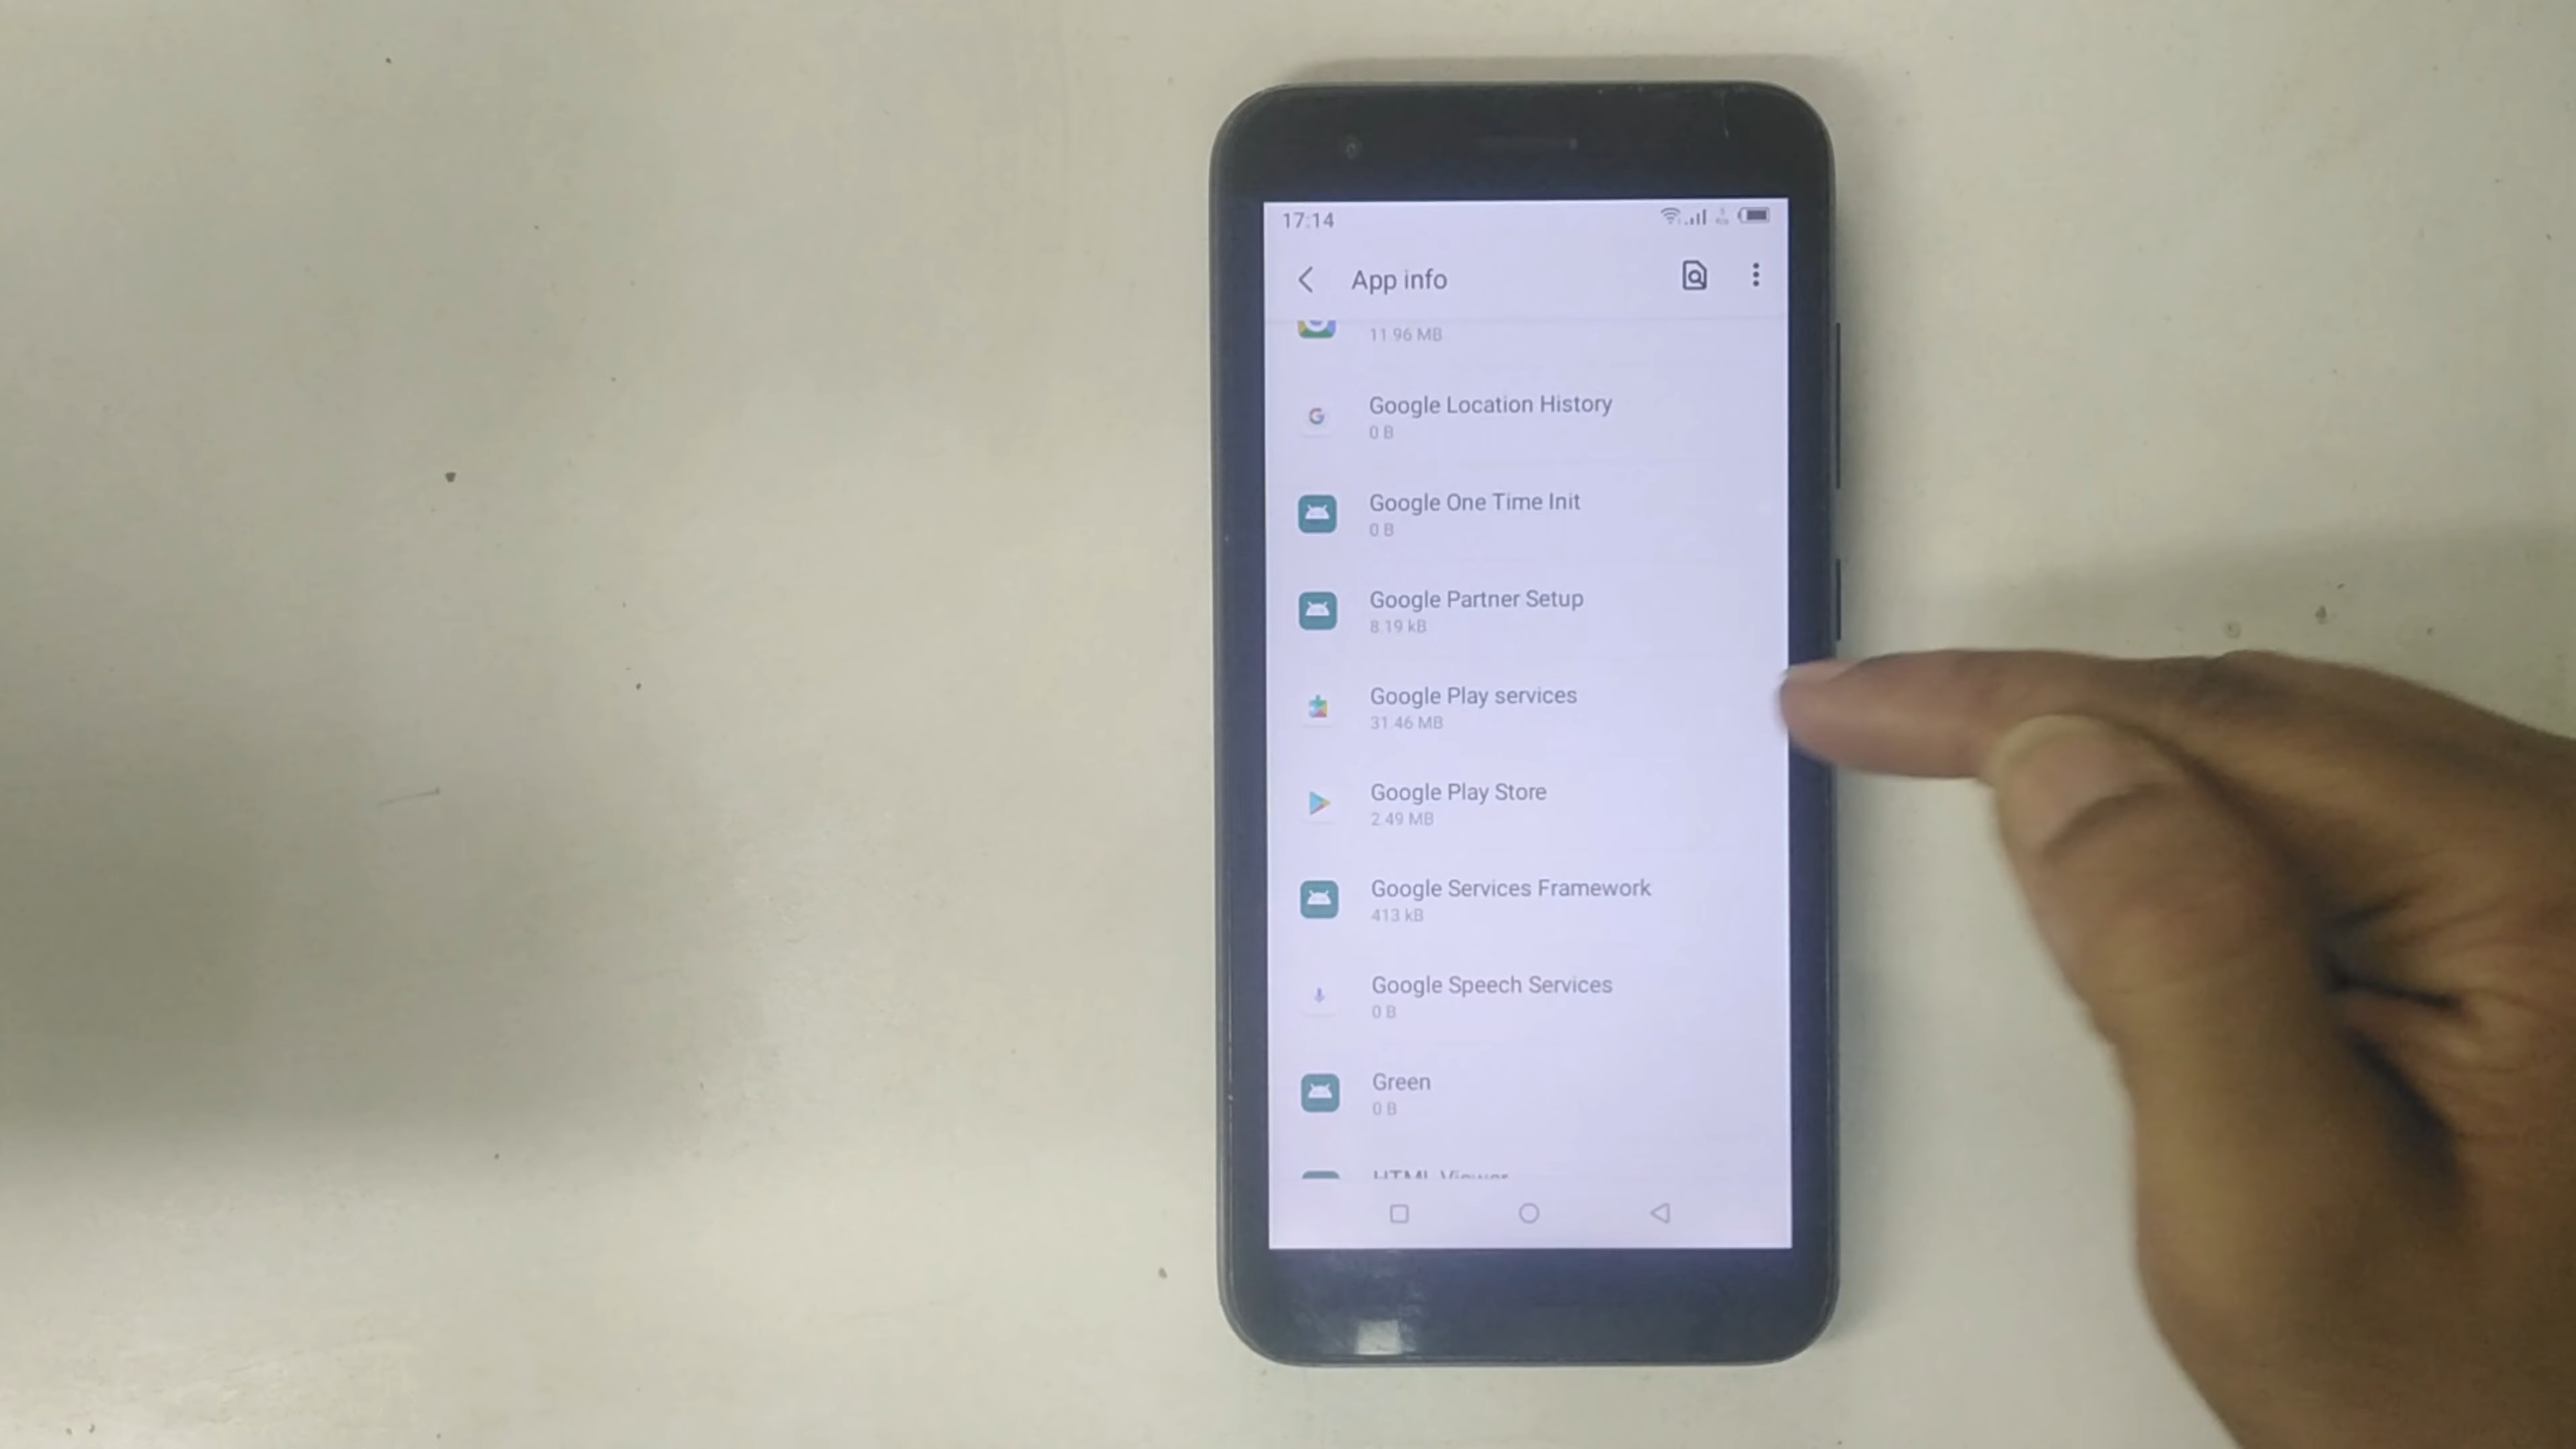 17:14
App info
11.96 MB
Google Location History
0 B
Google One Time Init
0 B
Google Partner Setup
8.19 kB
Google Play services
31.46 MB
Google Play Store
2.49 MB
Google Services Framework
413 kB
Google Speech Services
0 B
Green
0 B
HTML Viewer